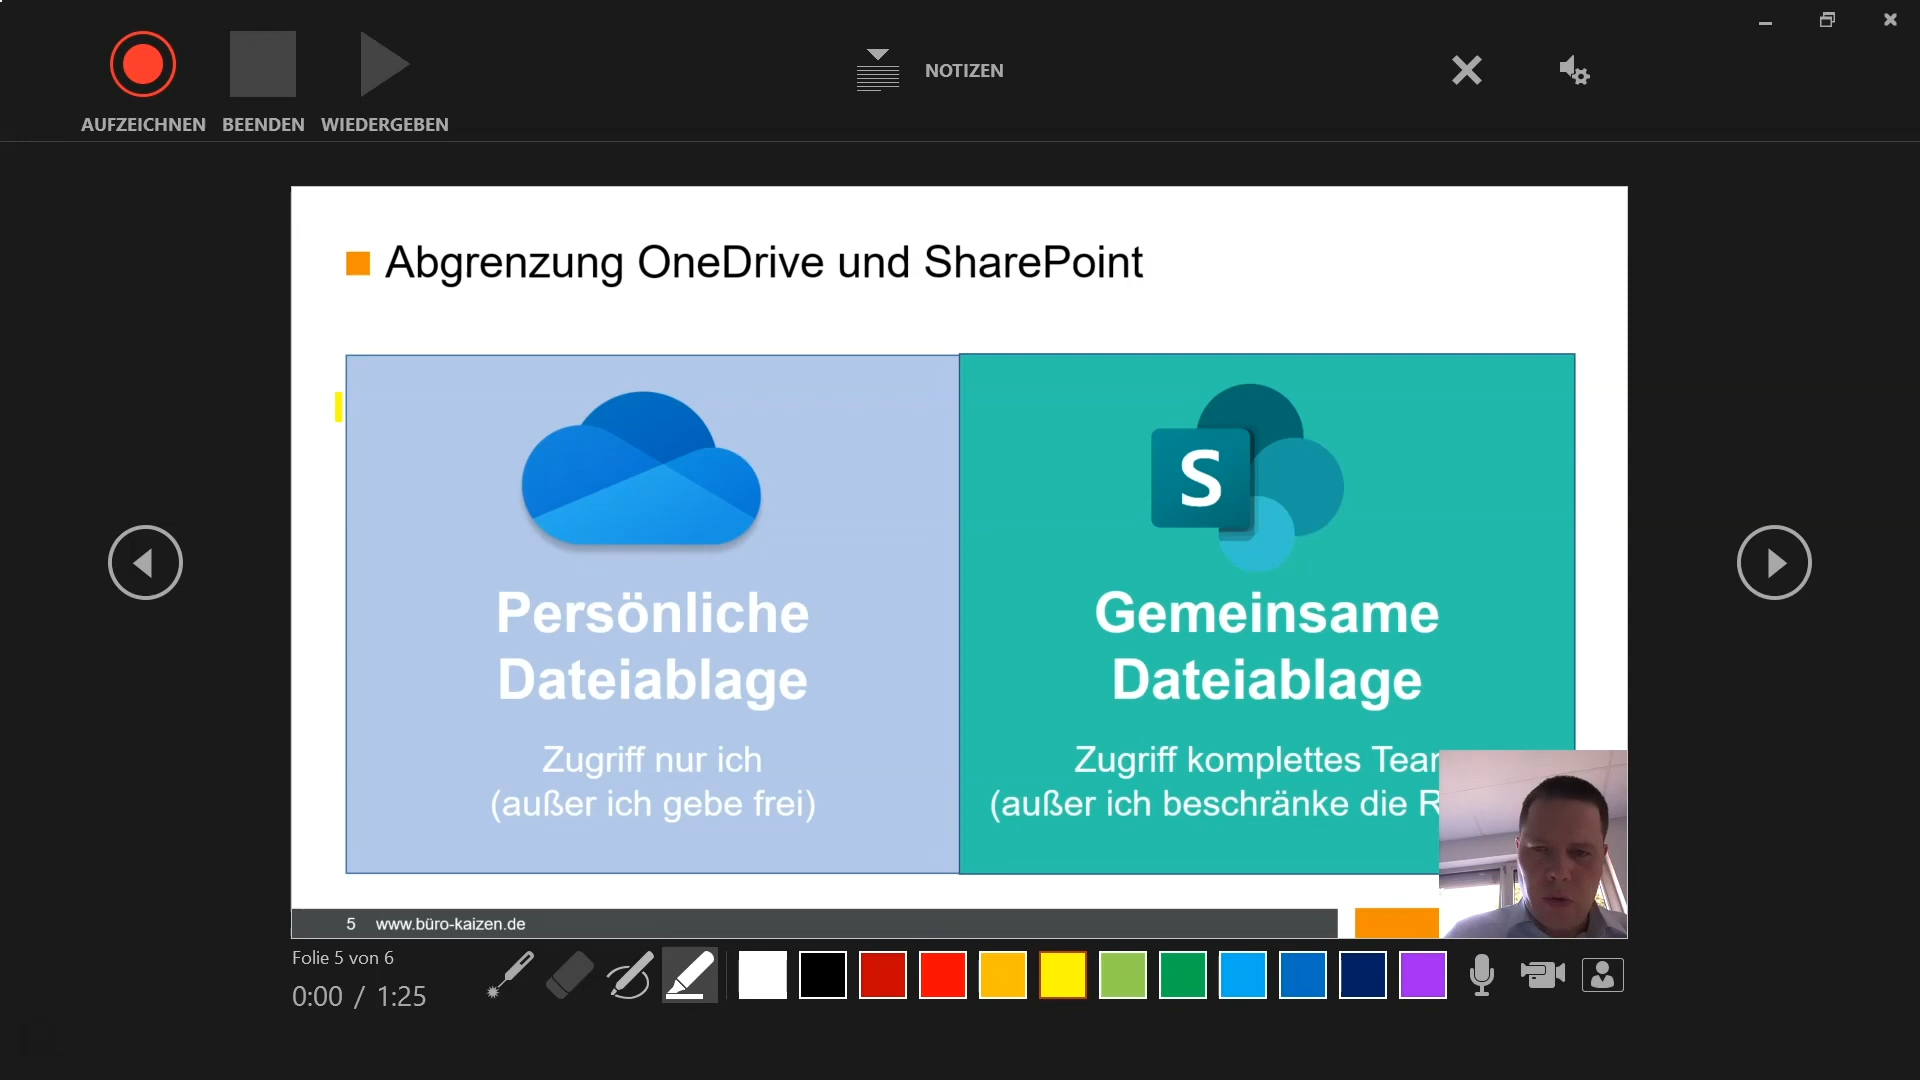 NOTIZEN
AUFZEICHNEN BEENDEN WIEDERGEBEN
Abgrenzung OneDrive und SharePoint
S
Persönliche
Dateiablage
Zugriff nur ich
(außer ich gebe frei)
Gemeinsame
Dateiablage
Zugriff komplettes
(außer ich beschränke die
5 www.büro-kaizen.de
Folie 5 von 6
0:00 / 1:25